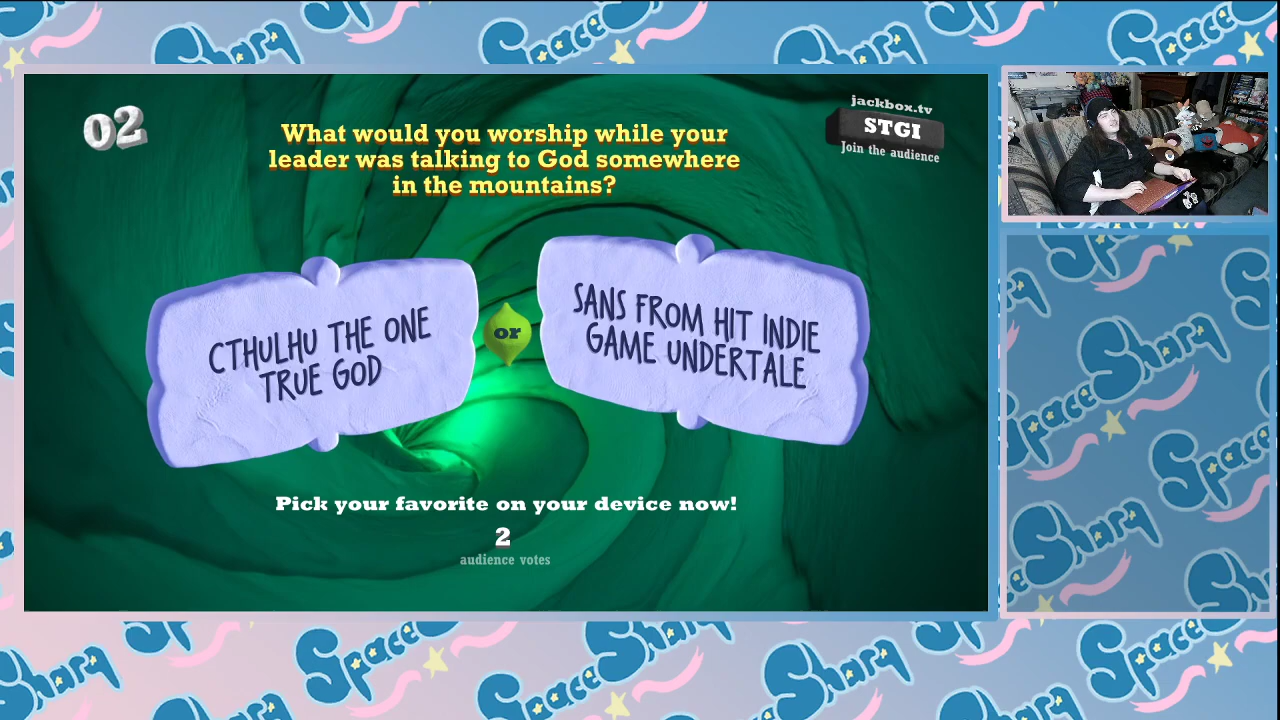 Space Sharq
02
What would you worship while your
leader was talking to God somewhere
in the mountains?
jackbox.tv
STGI
Join the audience
CTHULHU THE ONE
TRUE GOD
or
SANS FROM HIT INDIE
GAME UNDERTALE
Pick your favorite on your device now!
2
audience votes